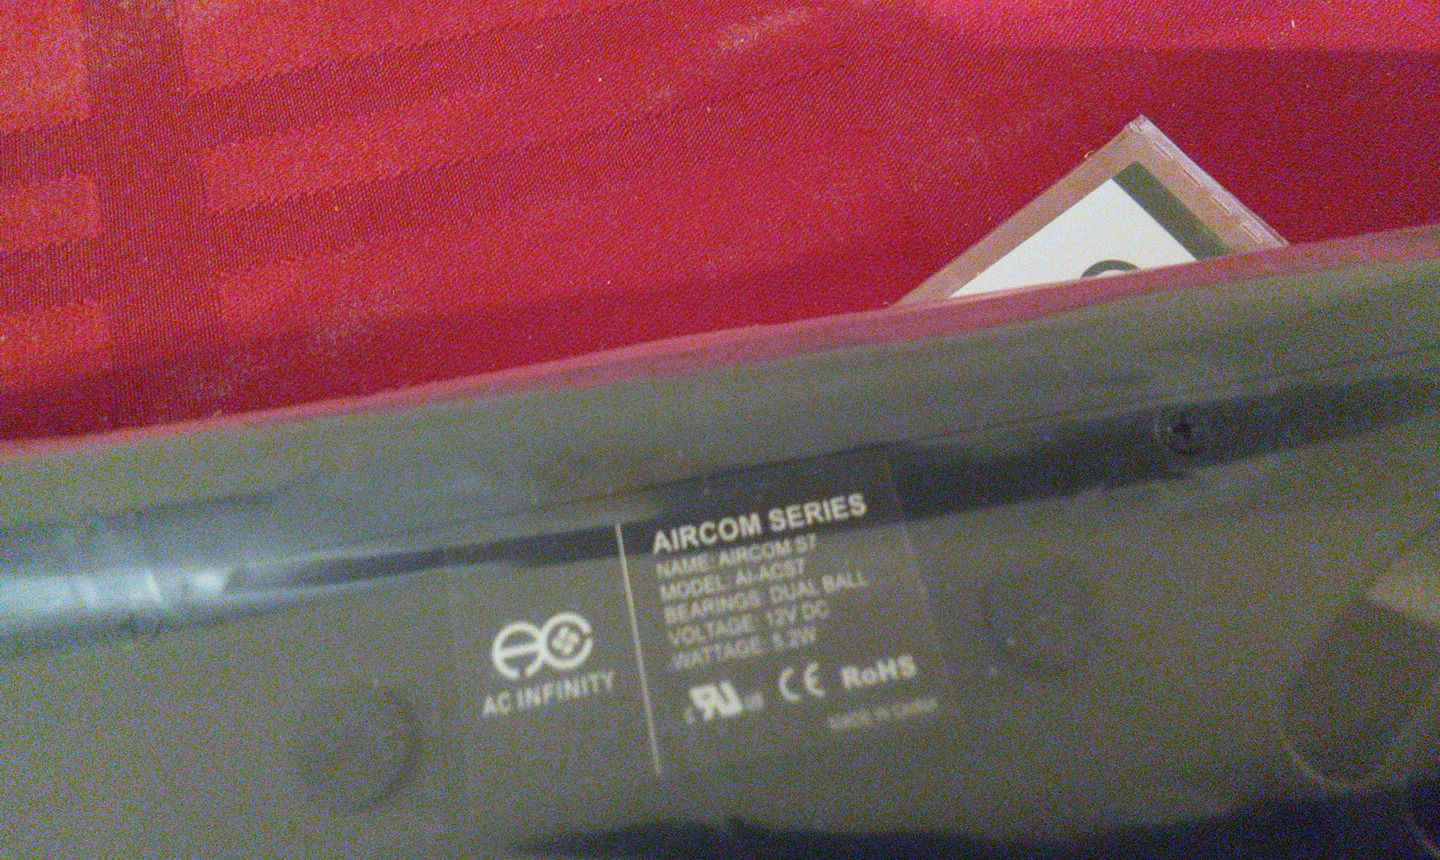 AIRCOM SERIES
NAME: AIRCOM S7
MODEL: AI-ACS7
BEARINGS: DUAL BALL
VOLTAGE: 12V DC
WATTAGE: 5.2W
AC INFINITY
CE RoHS
MADE IN CHINA